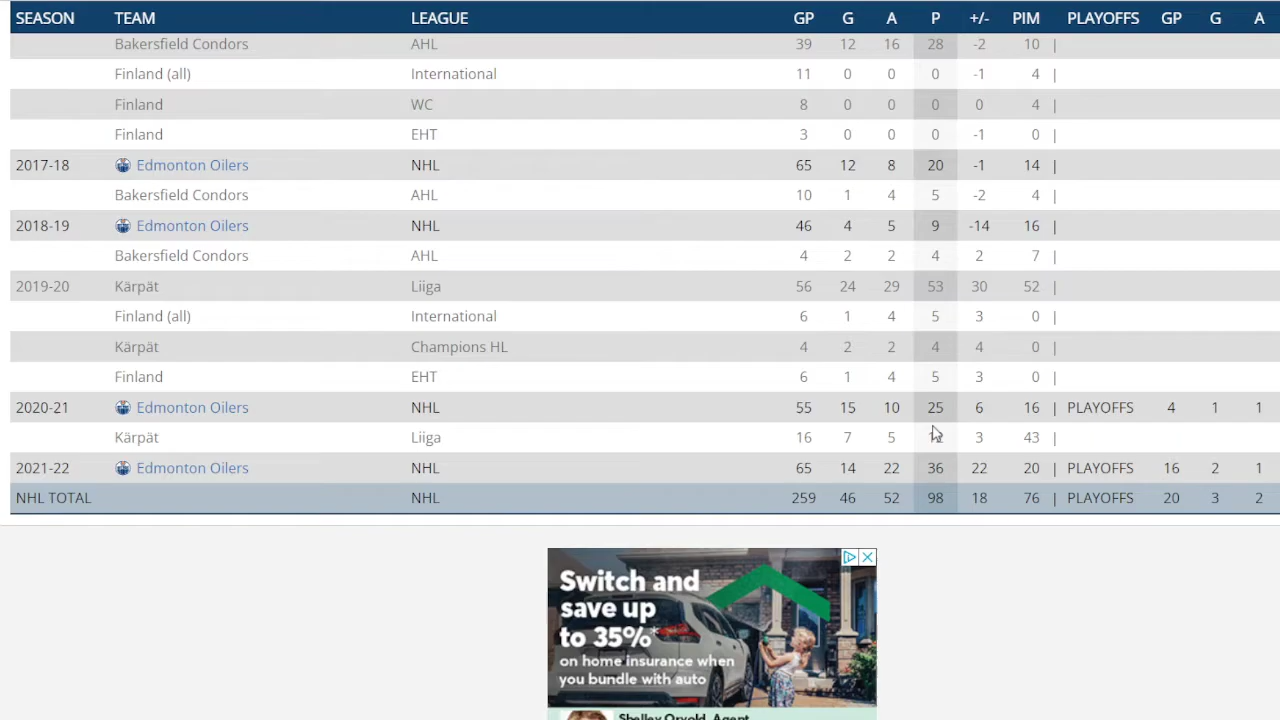 SEASON TEAM LEAGUE GP G A P +/- PIM PLAYOFFS GP G A
Bakersfield Condors AHL 39 12 16 28 -2 10 |
Finland (all) International 11 0 0 0 -1 4 |
Finland WC 8 0 0 0 0 4 |
Finland EHT 3 0 0 0 -1 0 |
2017-18 Edmonton Oilers NHL 65 12 8 20 -1 14 |
Bakersfield Condors AHL 10 1 4 5 -2 4 |
2018-19 Edmonton Oilers NHL 46 4 5 9 -14 16 |
Bakersfield Condors AHL 4 2 2 4 2 7 |
2019-20 Kärpät Liiga 56 24 29 53 30 52 |
Finland (all) International 6 1 4 5 3 0 |
Kärpät Champions HL 4 2 2 4 4 0 |
Finland EHT 6 1 4 5 3 0 |
2020-21 Edmonton Oilers NHL 55 15 10 25 6 16 | PLAYOFFS 4 1 1
Kärpät Liiga 16 7 5 3 43 |
2021-22 Edmonton Oilers NHL 65 14 22 36 22 20 | PLAYOFFS 16 2 1
NHL TOTAL NHL 259 46 52 98 18 76 | PLAYOFFS 20 3 2
Switch and
save up
to 35%*
on home insurance when
you bundle with auto
Shelley Orvold, Agent